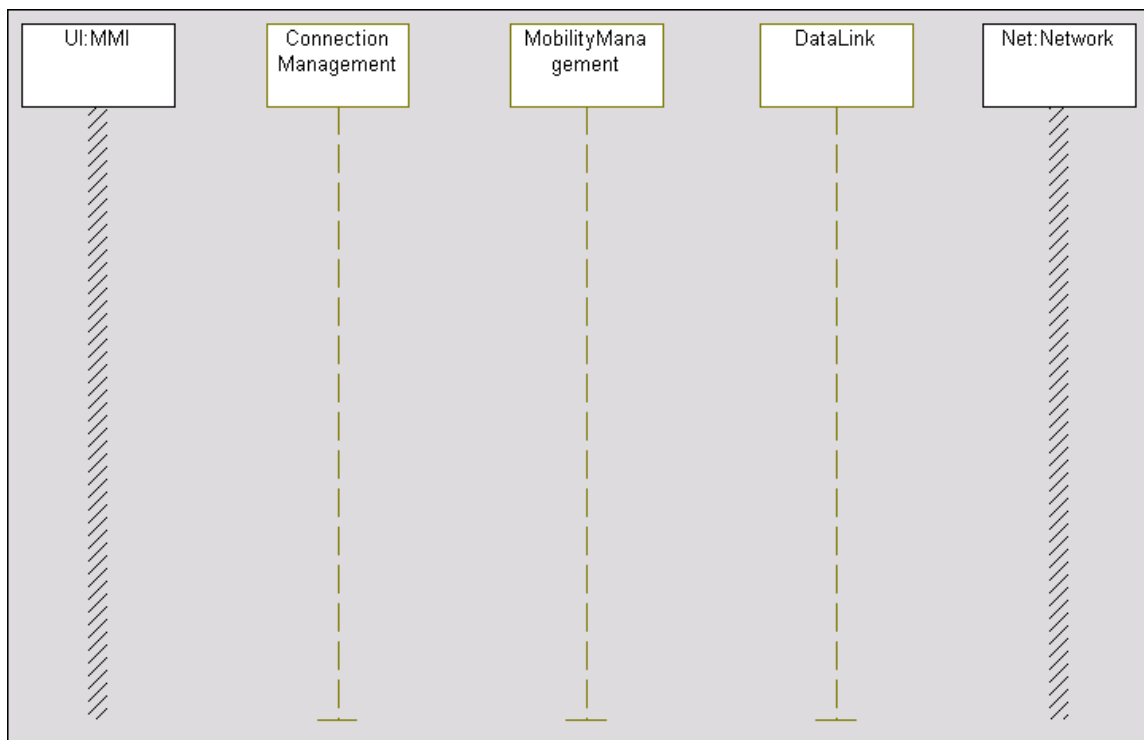 UI:MMI
Connection
Management
MobilityMana
gement
DataLink
Net:Network